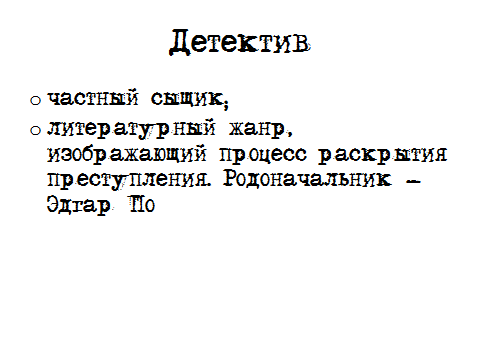 Детектив
○ частный сыщик;
○ литературный жанр,
изображающий процесс раскрытия
преступления. Родоначальник –
Эдгар По